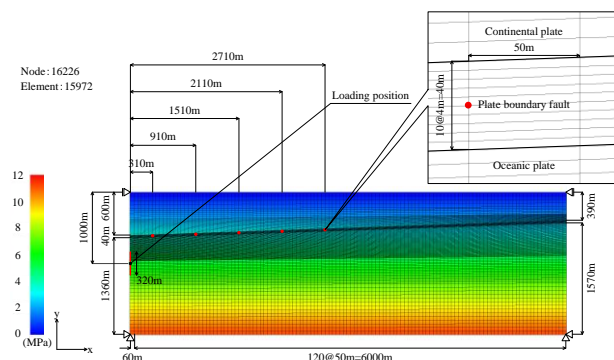 Node:16226
Element:15972
2710m
2110m
1510m
910m
310m
Loading position
Continental plate
50m
10@4m=40m
Plate boundary fault
Oceanic plate
12
10
8
6
4
2
0
(MPa)
y
x
1000m
600m
40m
1360m
320m
390m
1570m
60m
120@50m=6000m